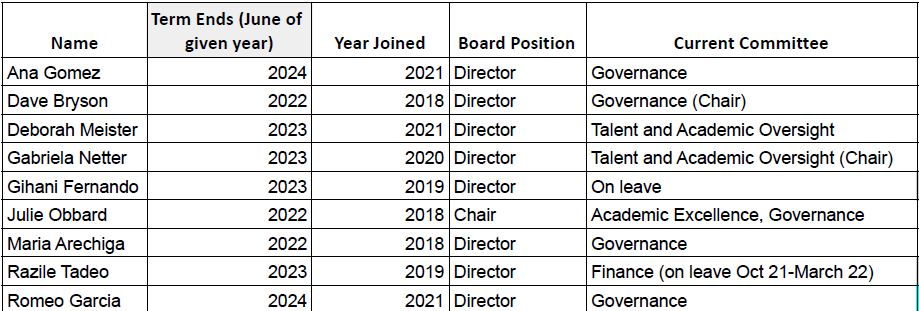 Name Term Ends (June of given year) Year Joined Board Position Current Committee
Ana Gomez 2024 2021 Director Governance
Dave Bryson 2022 2018 Director Governance (Chair)
Deborah Meister 2023 2021 Director Talent and Academic Oversight
Gabriela Netter 2023 2020 Director Talent and Academic Oversight (Chair)
Gihani Fernando 2023 2019 Director On leave
Julie Obbard 2022 2018 Chair Academic Excellence, Governance
Maria Arechiga 2022 2018 Director Governance
Razile Tadeo 2023 2019 Director Finance (on leave Oct 21-March 22)
Romeo Garcia 2024 2021 Director Governance